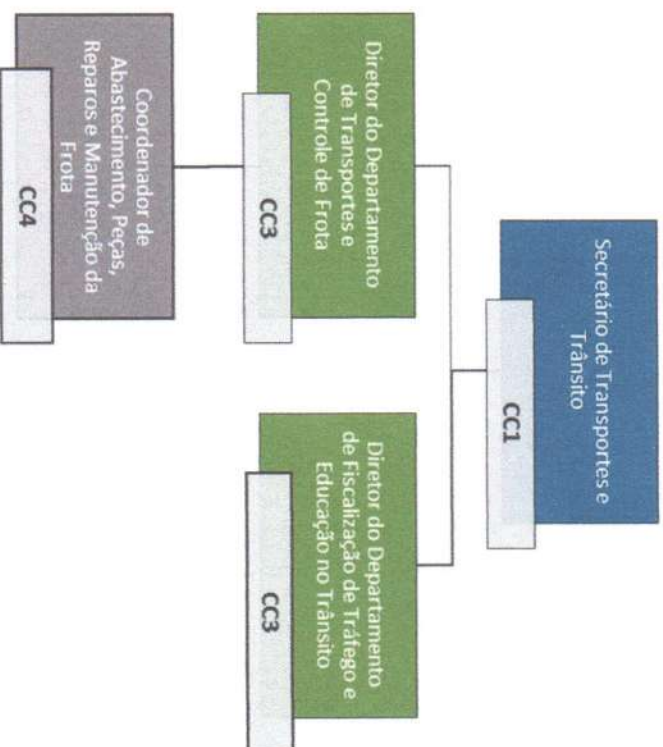 Secretário de Transportes e
Trânsito
CC1
Diretor do Departamento
de Transportes e
Controle de Frota
CC3
Diretor do Departamento
de Fiscalização de Tráfego e
Educação no Trânsito
CC3
Coordenador de
Abastecimento, Peças,
Reparos e Manutenção da
Frota
CC4